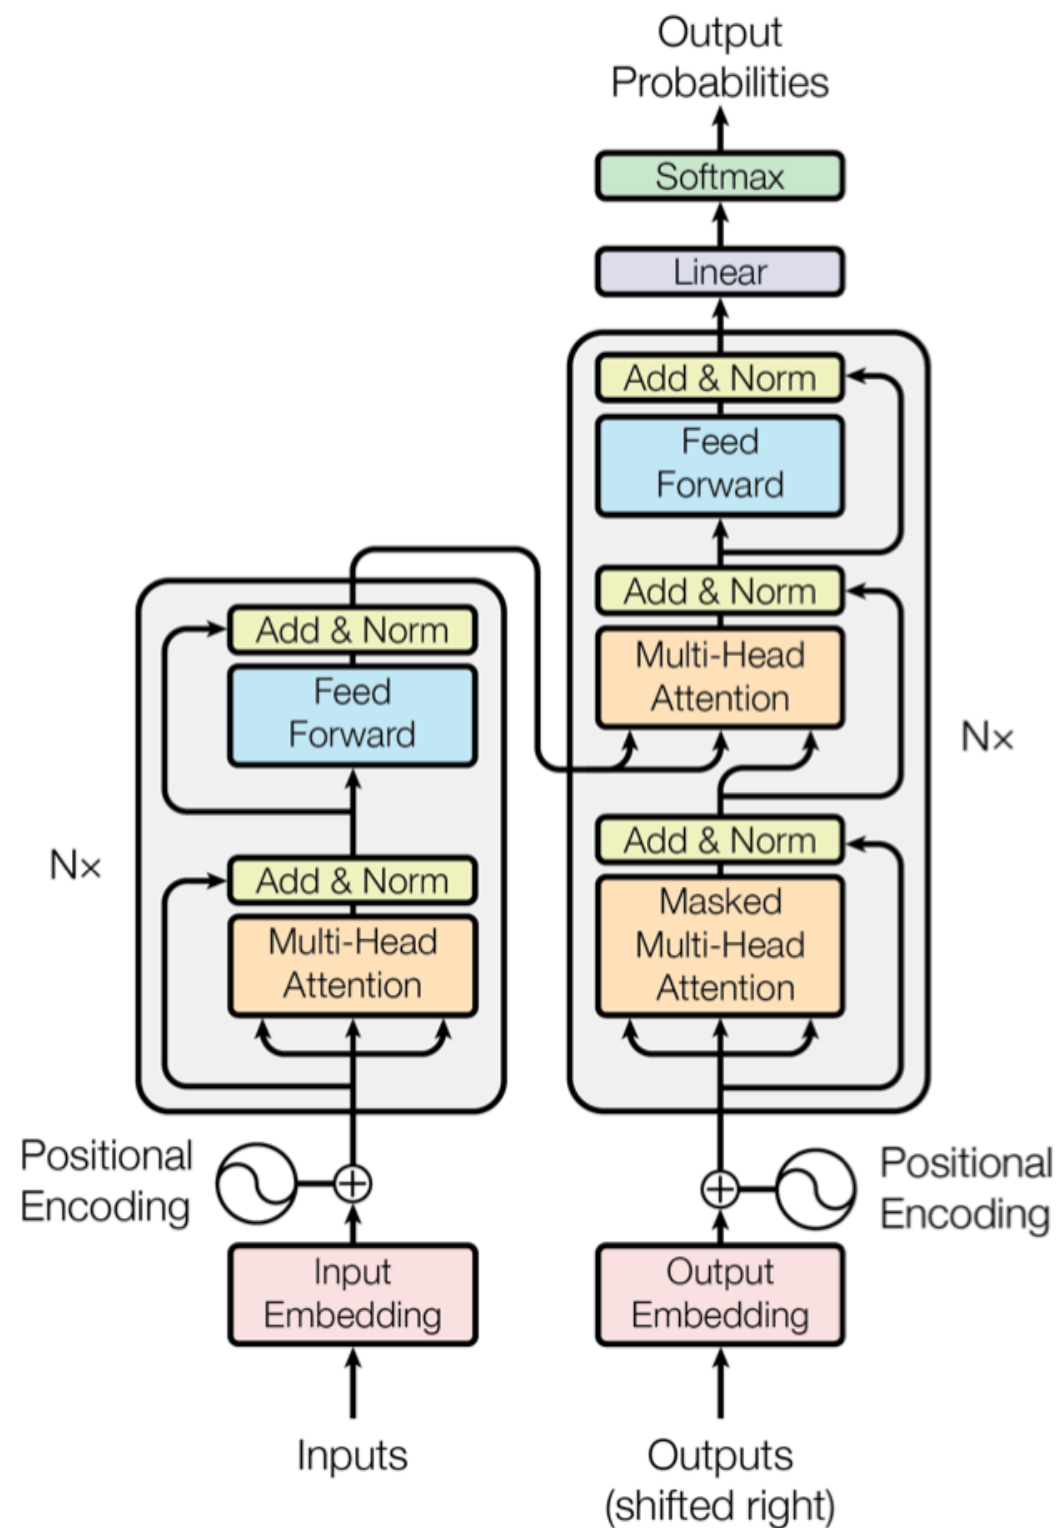 Output
Probabilities
Softmax
Linear
Add & Norm
Feed
Forward
Add & Norm
Multi-Head
Attention
Nx
Add & Norm
Masked
Multi-Head
Attention
Positional
Encoding
Output
Embedding
Outputs
(shifted right)
Add & Norm
Feed
Forward
Nx
Add & Norm
Multi-Head
Attention
Positional
Encoding
Input
Embedding
Inputs